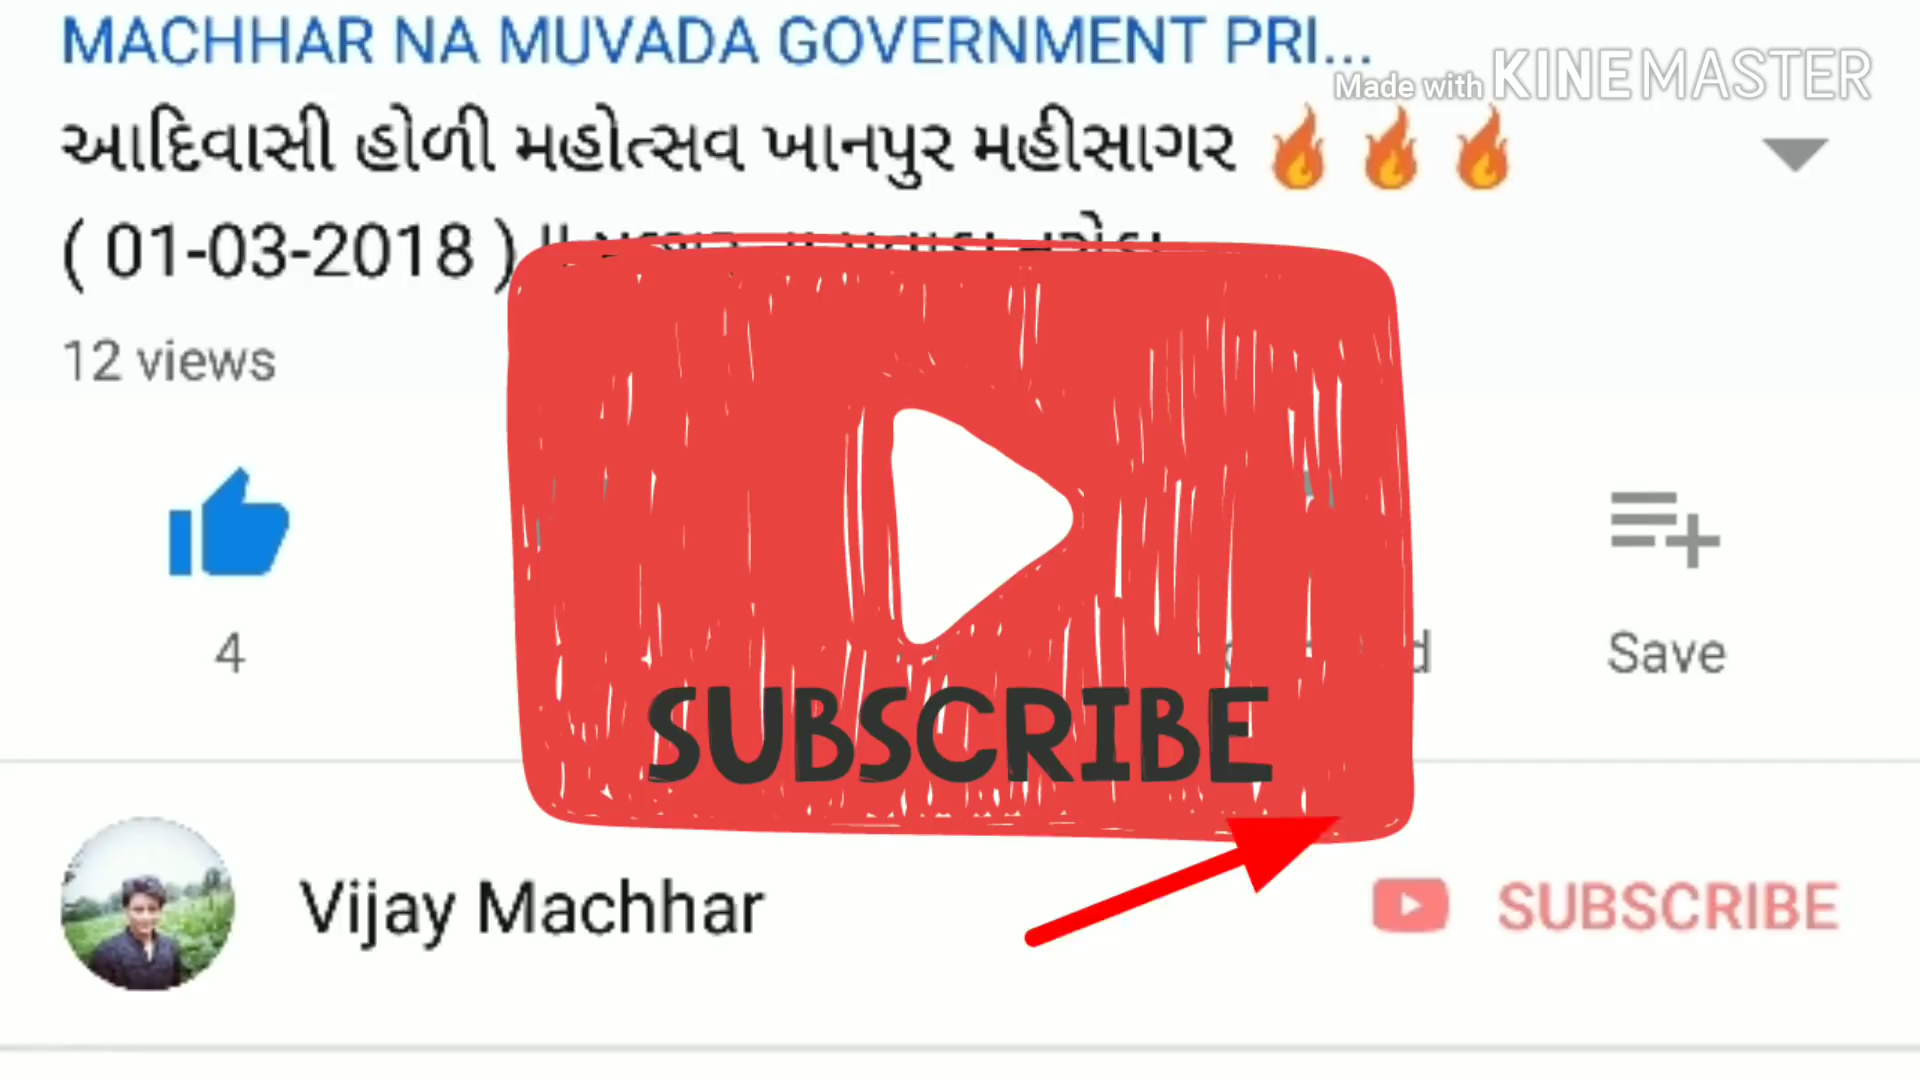 MACHHAR NA MUVADA GOVERNMENT PRI...
Made with KINEMASTER
આદિવાસી હોળી મહોત્સવ ખાનપુર મહીસાગર 🔥 🔥 🔥
( 01-03-2018 ) ||
12 views
4
Save
SUBSCRIBE
Vijay Machhar
SUBSCRIBE